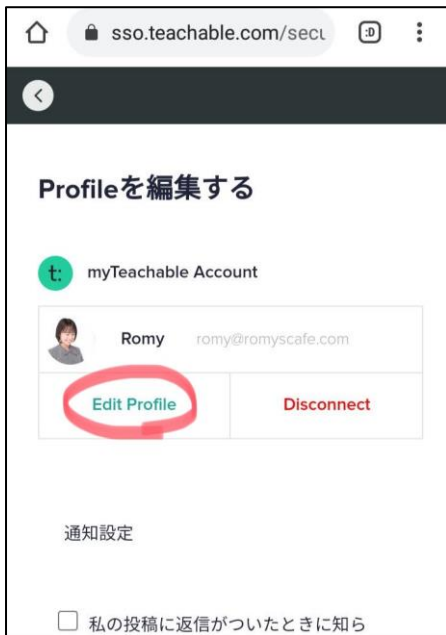 sso.teachable.com/secu
:D
Profileを編集する
t: myTeachable Account
Romy romy@romyscafe.com
Edit Profile Disconnect
通知設定
私の投稿に返信がついたときに知ら